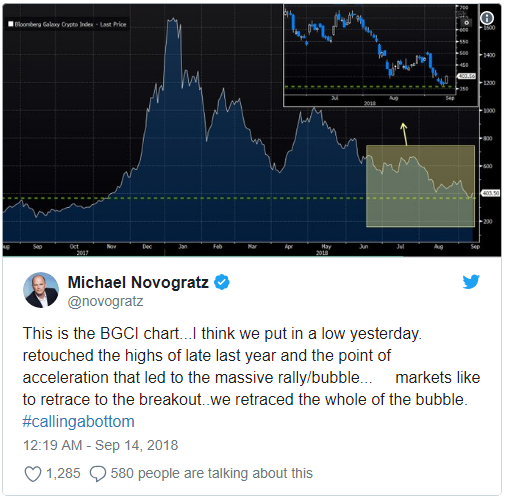 Bloomberg Galaxy Crypto Index - Last Price
700
600
550
500
450
403.50
350
Jul Aug Sep
2018
1600
1400
1200
1000
800
600
403.50
200
Aug Sep Oct Nov Dec Jan Feb Mar Apr May Jun Jul Aug Sep
2017 2018
Michael Novogratz
@novogratz
This is the BGCI chart...I think we put in a low yesterday.
retouched the highs of late last year and the point of
acceleration that led to the massive rally/bubble... markets like
to retrace to the breakout..we retraced the whole of the bubble.
#callingabottom
12:19 AM - Sep 14, 2018
1,285 580 people are talking about this